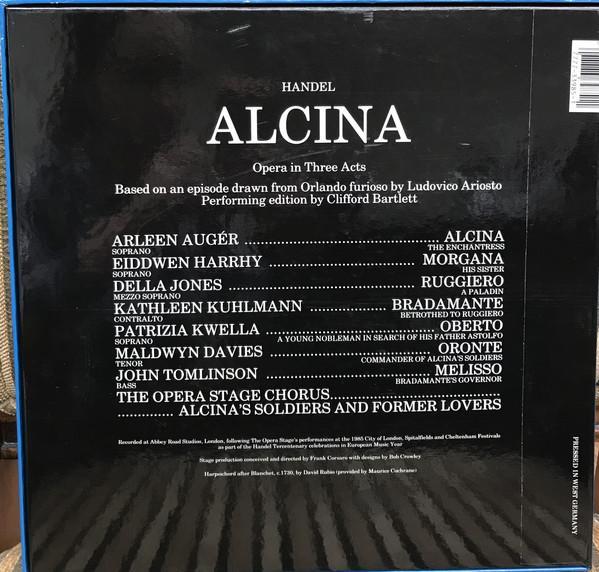 HANDEL
ALCINA
Opera in Three Acts
Based on an episode drawn from Orlando furioso by Ludovico Ariosto
Performing edition by Clifford Bartlett
ARLEEN AUGÉR ........................................ ALCINA
SOPRANO THE ENCHANTRESS
EIDDWEN HARRHY ................................ MORGANA
SOPRANO HIS SISTER
DELLA JONES ....................................... RUGGIERO
MEZZO SOPRANO A PALADIN
KATHLEEN KUHLMANN ................... BRADAMANTE
CONTRALTO BETROTHED TO RUGGIERO
PATRIZIA KWELLA .................................... OBERTO
SOPRANO A YOUNG NOBLEMAN IN SEARCH OF HIS FATHER ASTOLFO
MALDWYN DAVIES .................................. ORONTE
TENOR COMMANDER OF ALCINA'S SOLDIERS
JOHN TOMLINSON ..................................... MELISSO
BASS BRADAMANTE'S GOVERNOR
THE OPERA STAGE CHORUS....................................
............ ALCINA'S SOLDIERS AND FORMER LOVERS
Recorded at Abbey Road Studios, London, following The Opera Stage's performances at the 1985 City of London, Spitalfields and Cheltenham Festivals
as part of the Handel Tercentenary celebrations in European Music Year
Stage production conceived and directed by Frank Corsaro with designs by Bob Crowley
Harpsichord after Blanchet, c.1730, by David Rubio (provided by Maurice Cochrane)
PRESSED IN WEST GERMANY